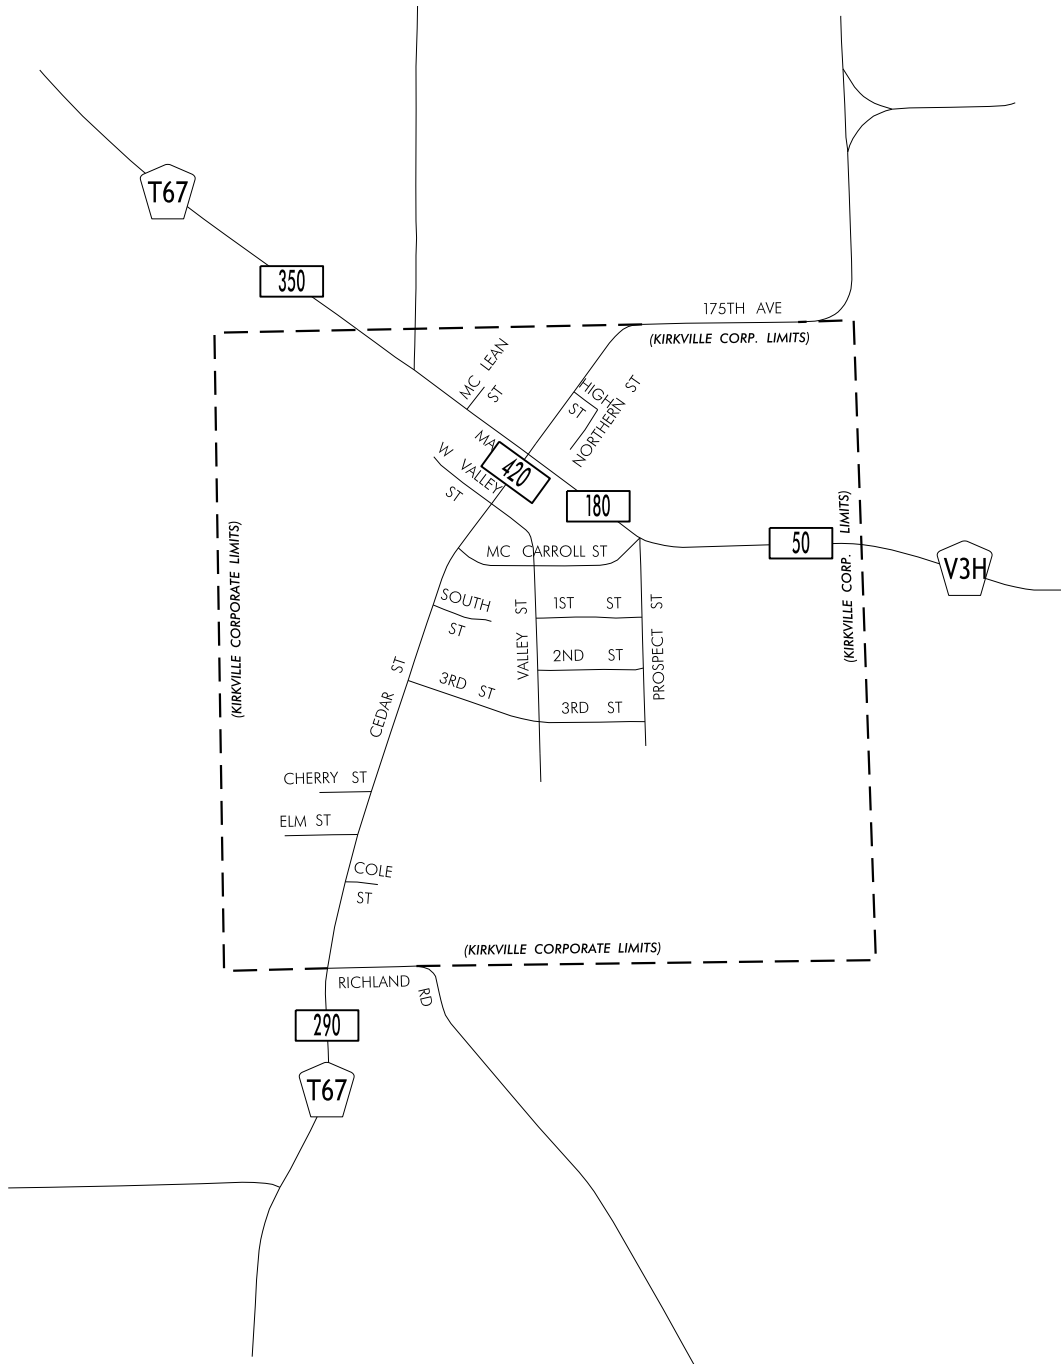 T67
350
175TH AVE
(KIRKVILLE CORP. LIMITS)
MC LEAN
ST
HIGH
ST
NORTHERN ST
W VALLEY
ST
420
180
50
V3H
(KIRKVILLE CORP. LIMITS)
(KIRKVILLE CORPORATE LIMITS)
MC CARROLL ST
SOUTH
ST
1ST ST
VALLEY ST
PROSPECT ST
2ND ST
3RD ST
3RD ST
CEDAR ST
CHERRY ST
ELM ST
COLE
ST
(KIRKVILLE CORPORATE LIMITS)
RICHLAND RD
290
T67